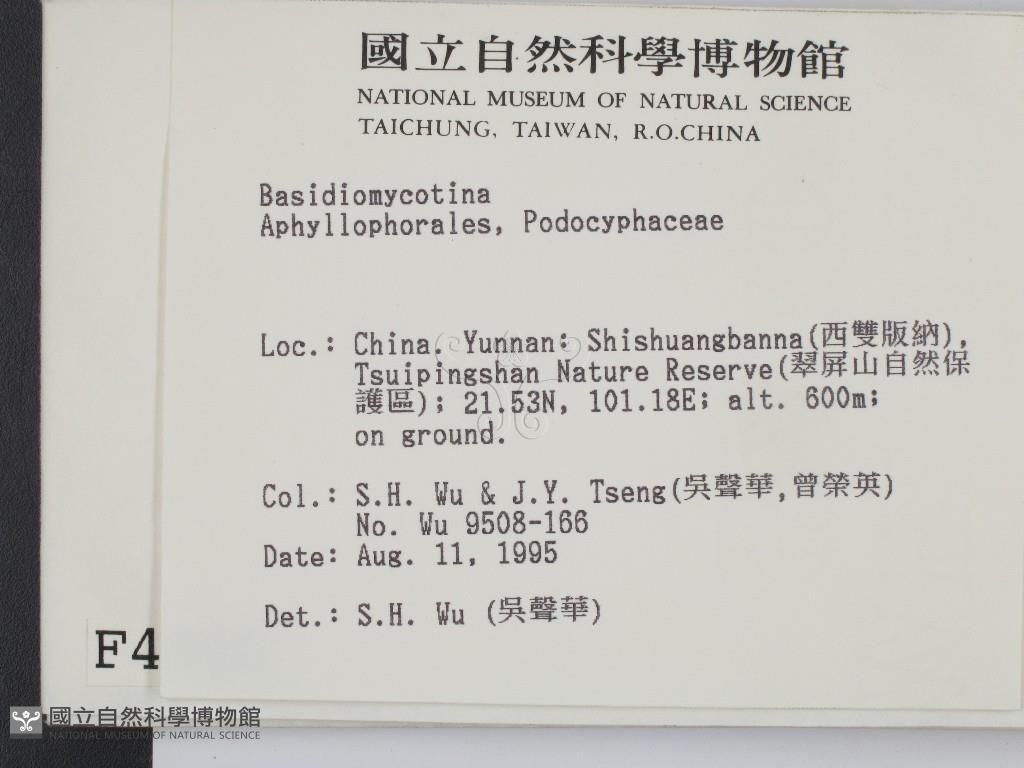 國立自然科學博物館
NATIONAL MUSEUM OF NATURAL SCIENCE
TAICHUNG, TAIWAN, R.O.CHINA
Basidiomycotina
Aphyllophorales, Podocyphaceae
Loc.: China. Yunnan: Shishuangbanna(西雙版納),
Tsuipingshan Nature Reserve(翠屏山自然保
護區); 21.53N, 101.18E; alt. 600m;
on ground.
Col.: S.H. Wu & J.Y. Tseng(吳聲華,曾榮英)
No. Wu 9508-166
Date: Aug. 11, 1995
Det.: S.H. Wu (吳聲華)
F4
國立自然科學博物館
NATIONAL MUSEUM OF NATURAL SCIENCE